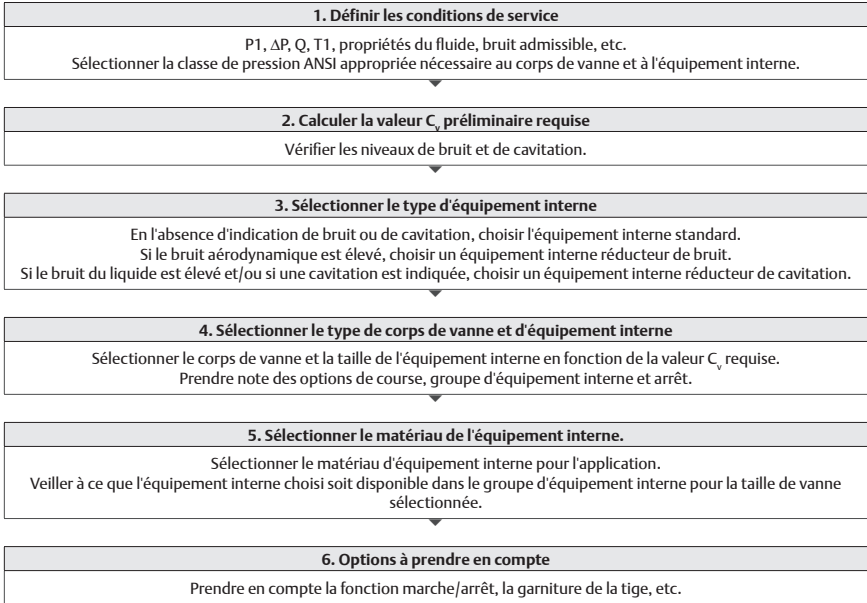 1. Définir les conditions de service
P1, ∆P, Q, T1, propriétés du fluide, bruit admissible, etc.
Sélectionner la classe de pression ANSI appropriée nécessaire au corps de vanne et à l'équipement interne.
2. Calculer la valeur Cv préliminaire requise
Vérifier les niveaux de bruit et de cavitation.
3. Sélectionner le type d'équipement interne
En l'absence d'indication de bruit ou de cavitation, choisir l'équipement interne standard.
Si le bruit aérodynamique est élevé, choisir un équipement interne réducteur de bruit.
Si le bruit du liquide est élevé et/ou si une cavitation est indiquée, choisir un équipement interne réducteur de cavitation.
4. Sélectionner le type de corps de vanne et d'équipement interne
Sélectionner le corps de vanne et la taille de l'équipement interne en fonction de la valeur Cv requise.
Prendre note des options de course, groupe d'équipement interne et arrêt.
5. Sélectionner le matériau de l'équipement interne.
Sélectionner le matériau d'équipement interne pour l'application.
Veiller à ce que l'équipement interne choisi soit disponible dans le groupe d'équipement interne pour la taille de vanne
sélectionnée.
6. Options à prendre en compte
Prendre en compte la fonction marche/arrêt, la garniture de la tige, etc.